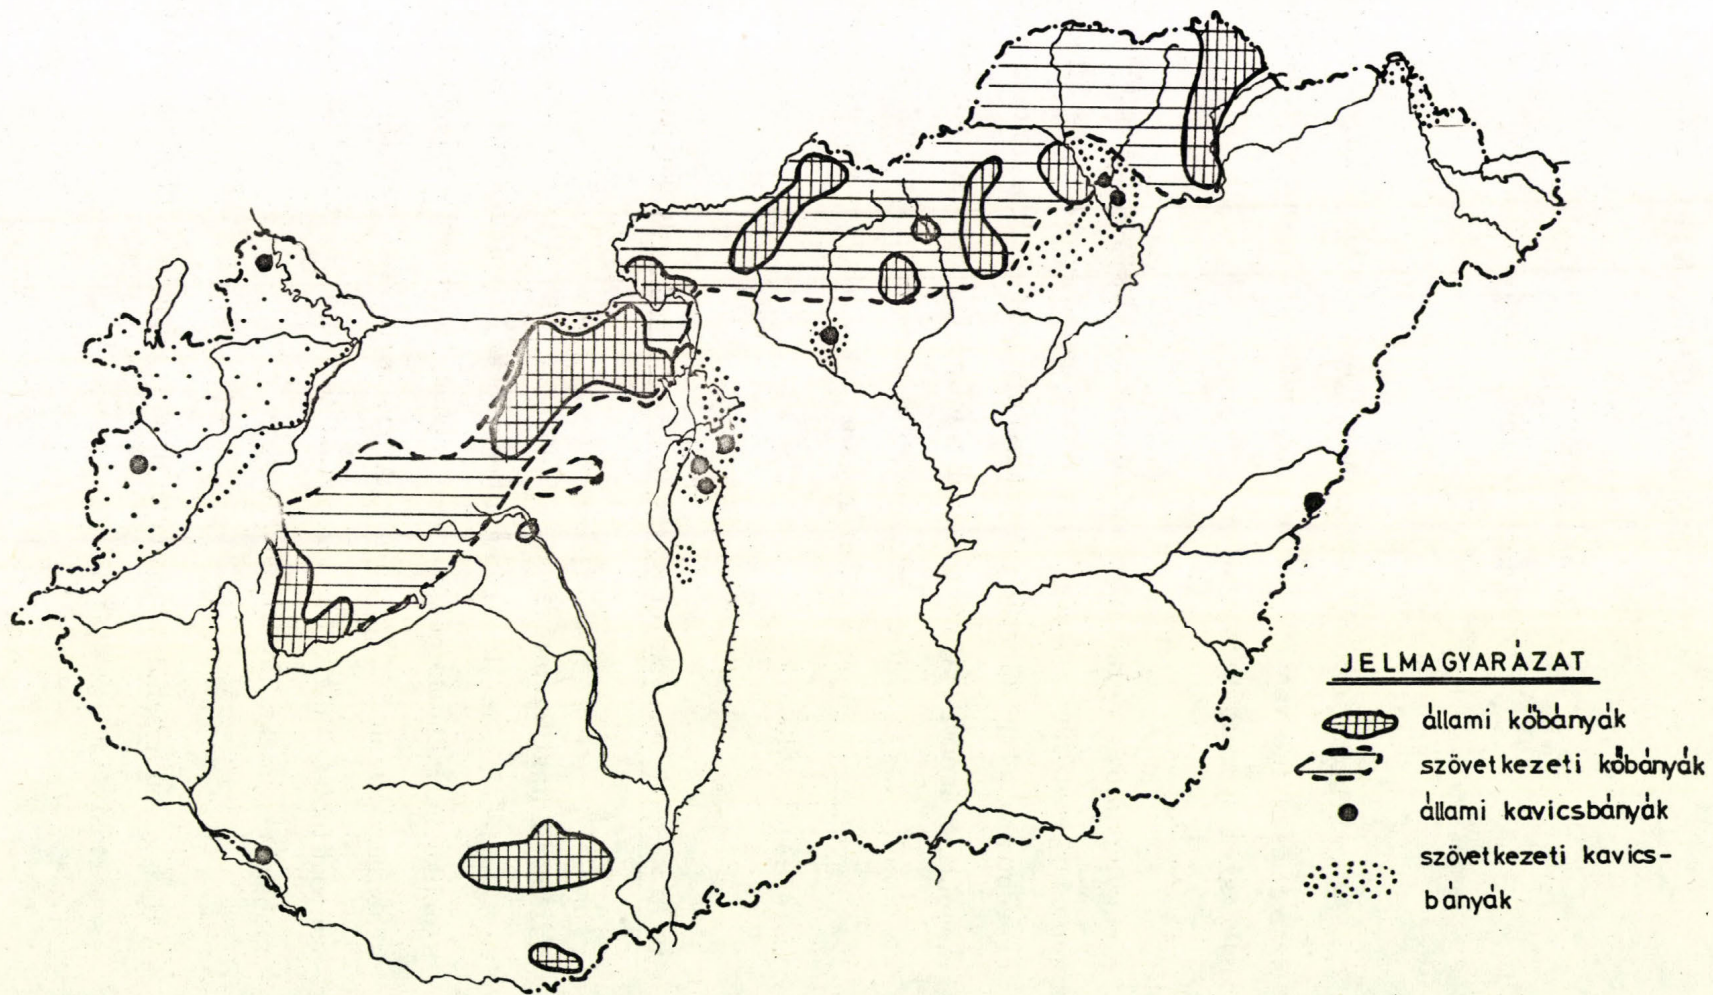 JELMAGYARÁZAT
állami kőbányák
szövetkezeti kőbányák
állami kavicsbányák
szövetkezeti kavics-
bányák